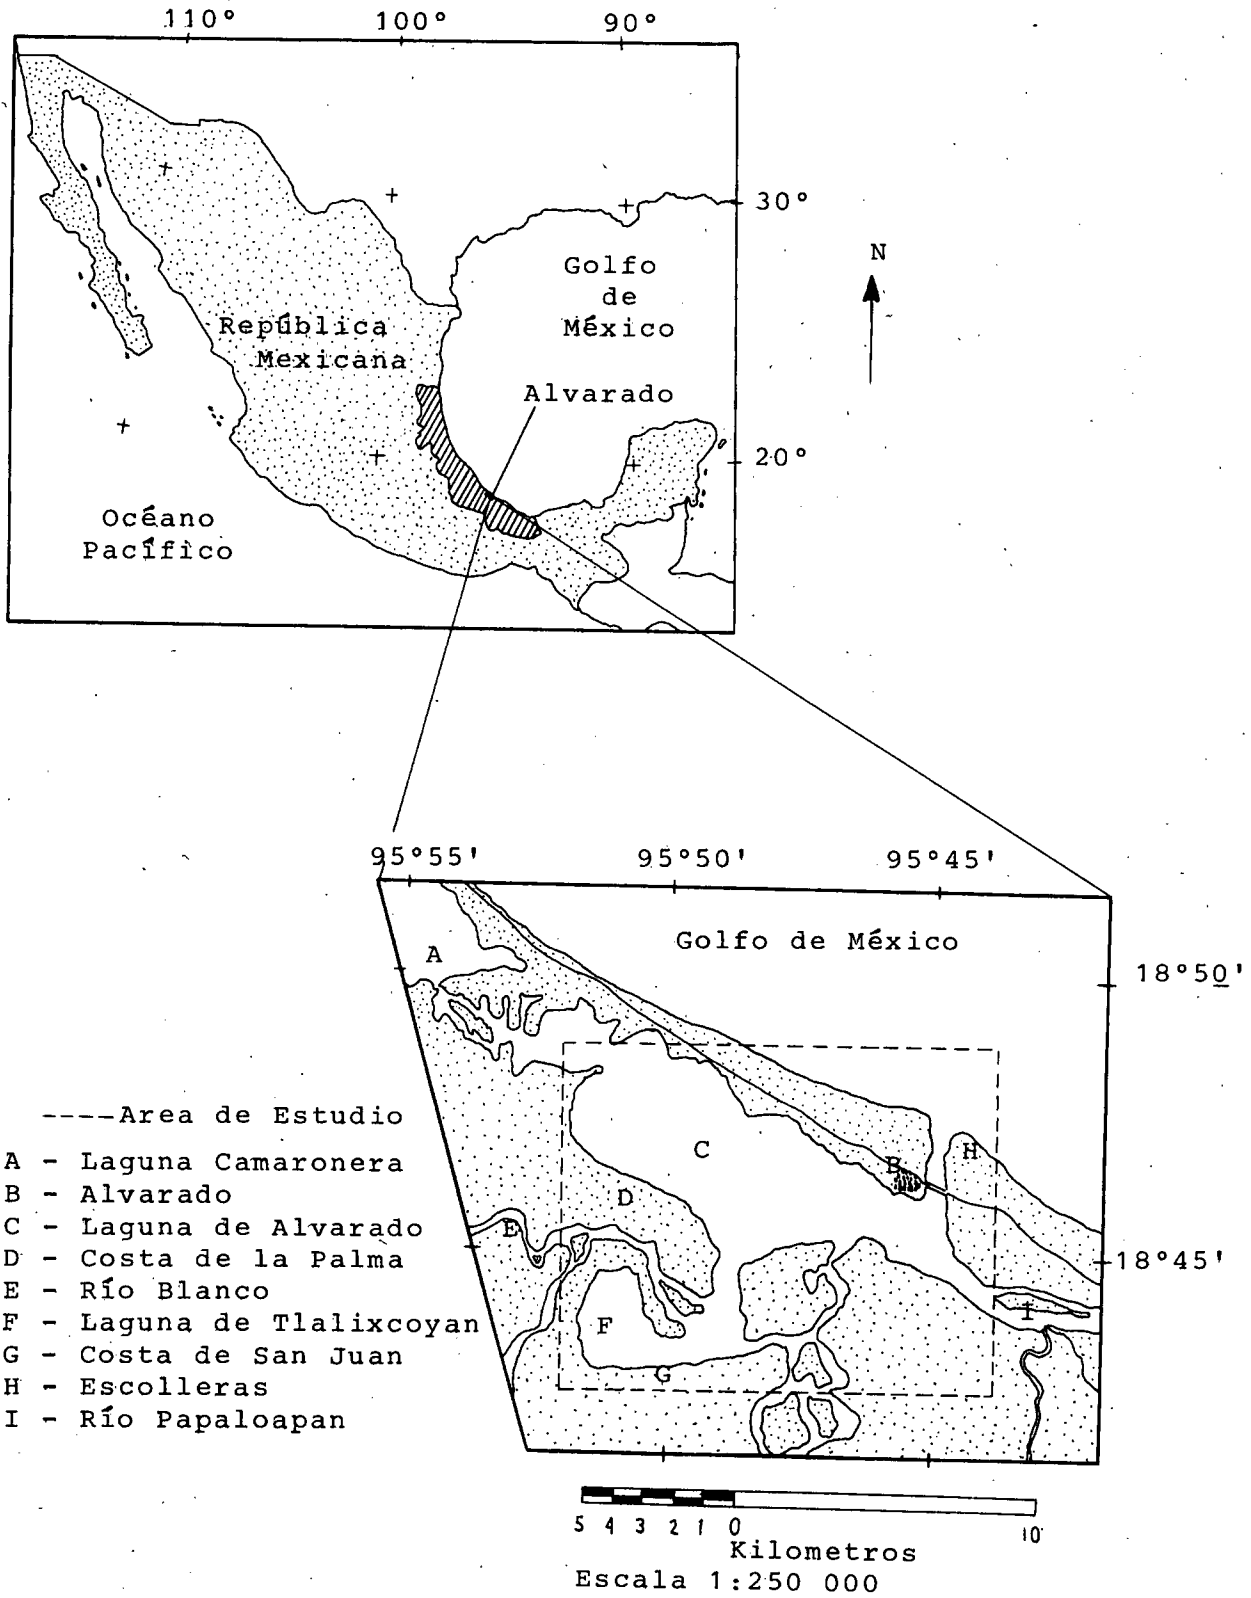 110° 100° 90°
30°
N
Golfo
de
México
República
Mexicana
Alvarado
20°
Océano
Pacífico
95°55' 95°50' 95°45'
Golfo de México
A
18°50'
----Area de Estudio
A - Laguna Camaronera
B - Alvarado
C - Laguna de Alvarado
D - Costa de la Palma
E - Río Blanco
F - Laguna de Tlalixcoyan
G - Costa de San Juan
H - Escolleras
I - Río Papaloapan
C
H
B
D
E
18°45'
I
F
G
5 4 3 2 1 0 10
Kilometros
Escala 1:250 000